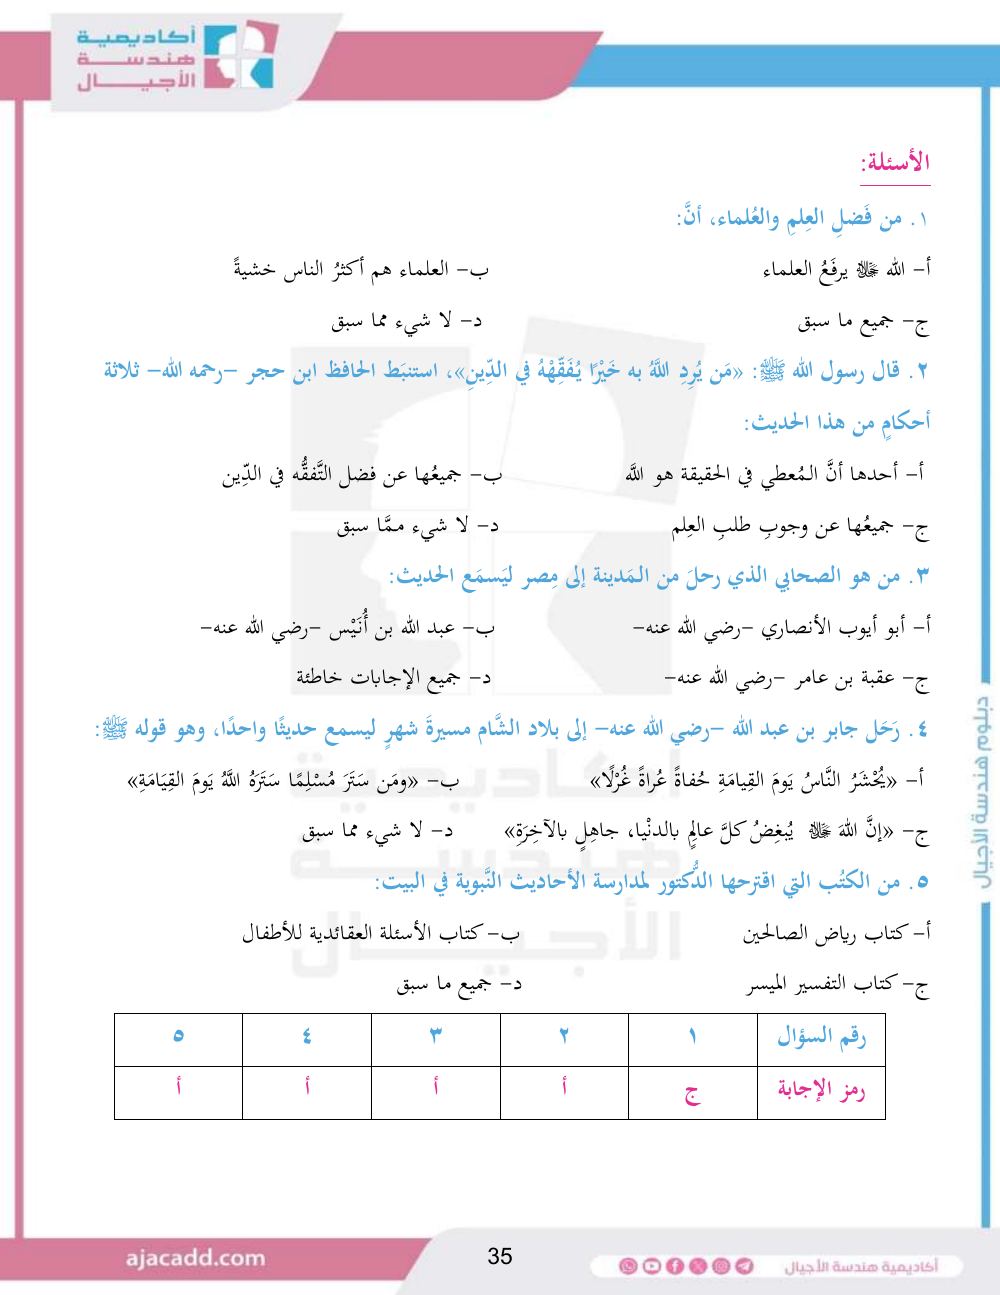 أكاديمية
هندسة
الأجيال
الأسئلة:
١. من فَضلِ العِلمِ والعُلماء، أنَّ:
أ– الله ﷻ يرفَعُ العلماء ب– العلماء هم أكثرُ الناس خشيةً
ج– جميع ما سبق د– لا شيء مما سبق
٢. قال رسول الله ﷺ: «مَن يُرِدِ اللَّهُ به خَيْرًا يُفَقِّهْهُ في الدِّينِ»، استنبَط الحافظ ابن حجر –رحمه الله– ثلاثة
أحكامٍ من هذا الحديث:
أ– أحدها أنَّ المُعطي في الحقيقة هو اللَّه ب– جميعُها عن فضل التَّفقُّه في الدِّين
ج– جميعُها عن وجوبِ طلبِ العِلم د– لا شيء ممَّا سبق
٣. من هو الصحابي الذي رحلَ من المَدينة إلى مِصر ليَسمَع الحديث:
أ– أبو أيوب الأنصاري –رضي الله عنه– ب– عبد الله بن أُنَيْس –رضي الله عنه–
ج– عقبة بن عامر –رضي الله عنه– د– جميع الإجابات خاطئة
٤. رَحَل جابر بن عبد الله –رضي الله عنه– إلى بلاد الشَّام مسيرةَ شهرٍ ليسمع حديثًا واحدًا، وهو قوله ﷺ:
أ– «يُحْشَرُ النَّاسُ يَومَ القِيامَةِ حُفاةً عُراةً غُرْلًا» ب– «ومَن سَتَرَ مُسْلِمًا سَتَرَهُ اللَّهُ يَومَ القِيَامَةِ»
ج– «إنَّ اللهَ ﷻ يُبغِضُ كلَّ عالِمٍ بالدنْيا، جاهِلٍ بالآخِرَةِ» د– لا شيء مما سبق
٥. من الكتُب التي اقترحها الدُّكتور لمدارسة الأحاديث النَّبوية في البيت:
أ– كتاب رياض الصالحين ب– كتاب الأسئلة العقائدية للأطفال
ج– كتاب التفسير الميسر د– جميع ما سبق
رقم السؤال ١ ٢ ٣ ٤ ٥
رمز الإجابة ج أ أ أ أ
دبلوم هندسة الأجيال
أكاديمية
هندسة
الأجيال
ajacadd.com
35
أكاديمية هندسة الأجيال